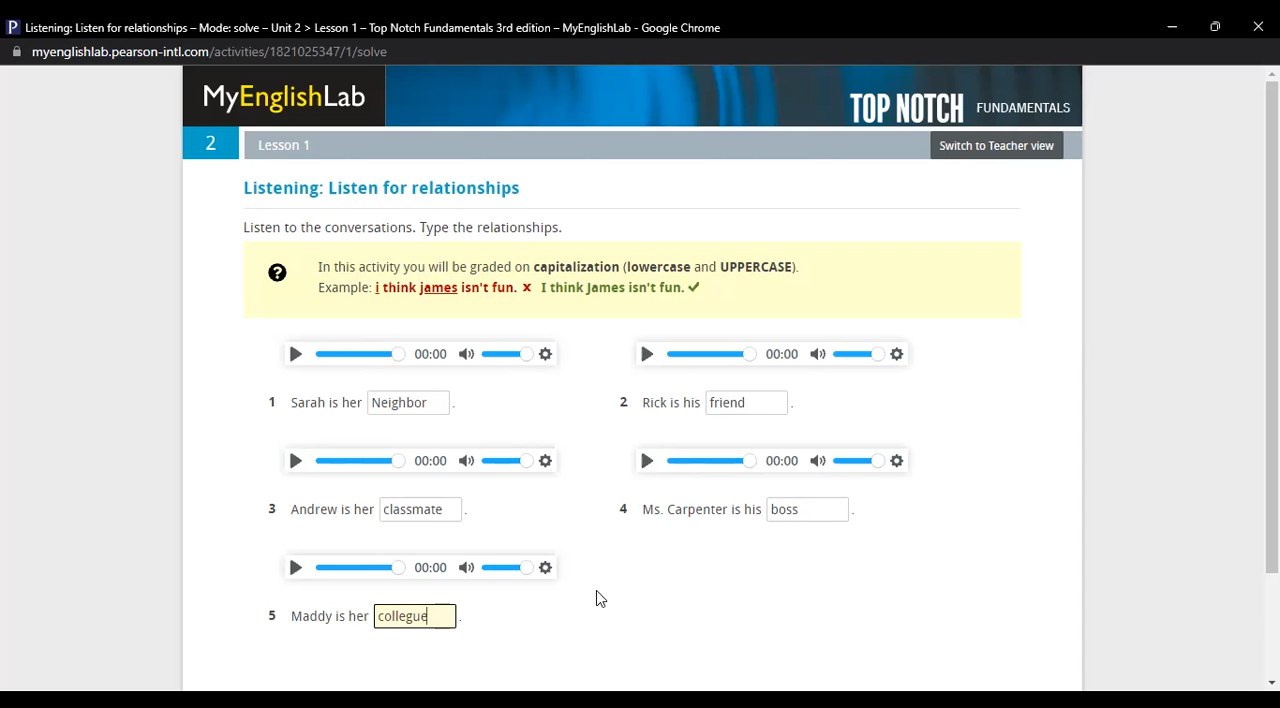 Listening: Listen for relationships – Mode: solve – Unit 2 > Lesson 1 – Top Notch Fundamentals 3rd edition – MyEnglishLab - Google Chrome
myenglishlab.pearson-intl.com/activities/1821025347/1/solve
MyEnglishLab
TOP NOTCH FUNDAMENTALS
2 Lesson 1 Switch to Teacher view
Listening: Listen for relationships
Listen to the conversations. Type the relationships.
In this activity you will be graded on capitalization (lowercase and UPPERCASE).
Example: i think james isn't fun. × I think James isn't fun. ✓
00:00 00:00
1 Sarah is her Neighbor . 2 Rick is his friend .
00:00 00:00
3 Andrew is her classmate . 4 Ms. Carpenter is his boss .
00:00
5 Maddy is her collegue .